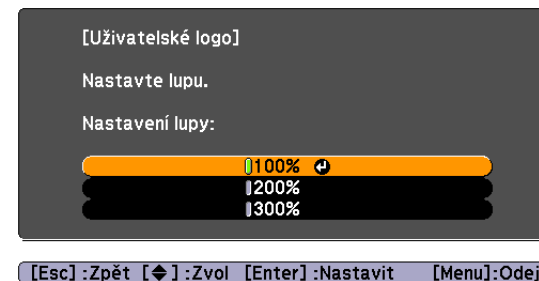 [Uživatelské logo]
Nastavte lupu.
Nastavení lupy:
100%
200%
300%
[Esc] :Zpět [◆] :Zvol [Enter] :Nastavit [Menu]:Odej